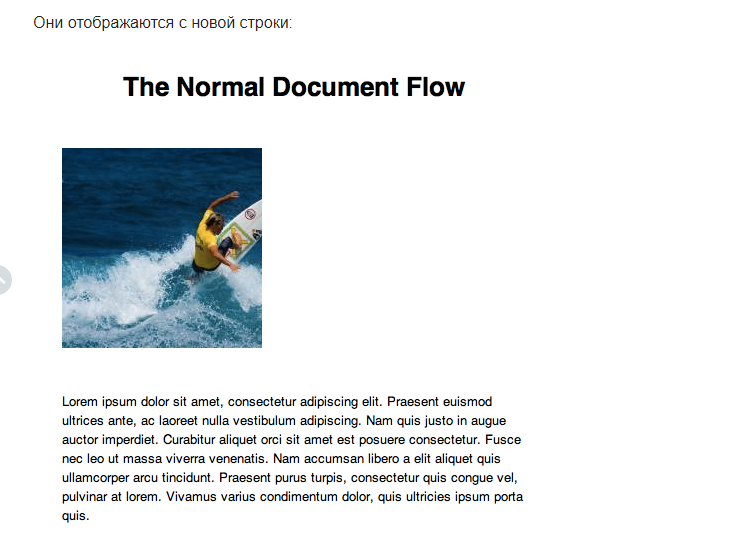 Они отображаются с новой строки:
The Normal Document Flow
Lorem ipsum dolor sit amet, consectetur adipiscing elit. Praesent euismod
ultrices ante, ac laoreet nulla vestibulum adipiscing. Nam quis justo in augue
auctor imperdiet. Curabitur aliquet orci sit amet est posuere consectetur. Fusce
nec leo ut massa viverra venenatis. Nam accumsan libero a elit aliquet quis
ullamcorper arcu tincidunt. Praesent purus turpis, consectetur quis congue vel,
pulvinar at lorem. Vivamus varius condimentum dolor, quis ultricies ipsum porta
quis.